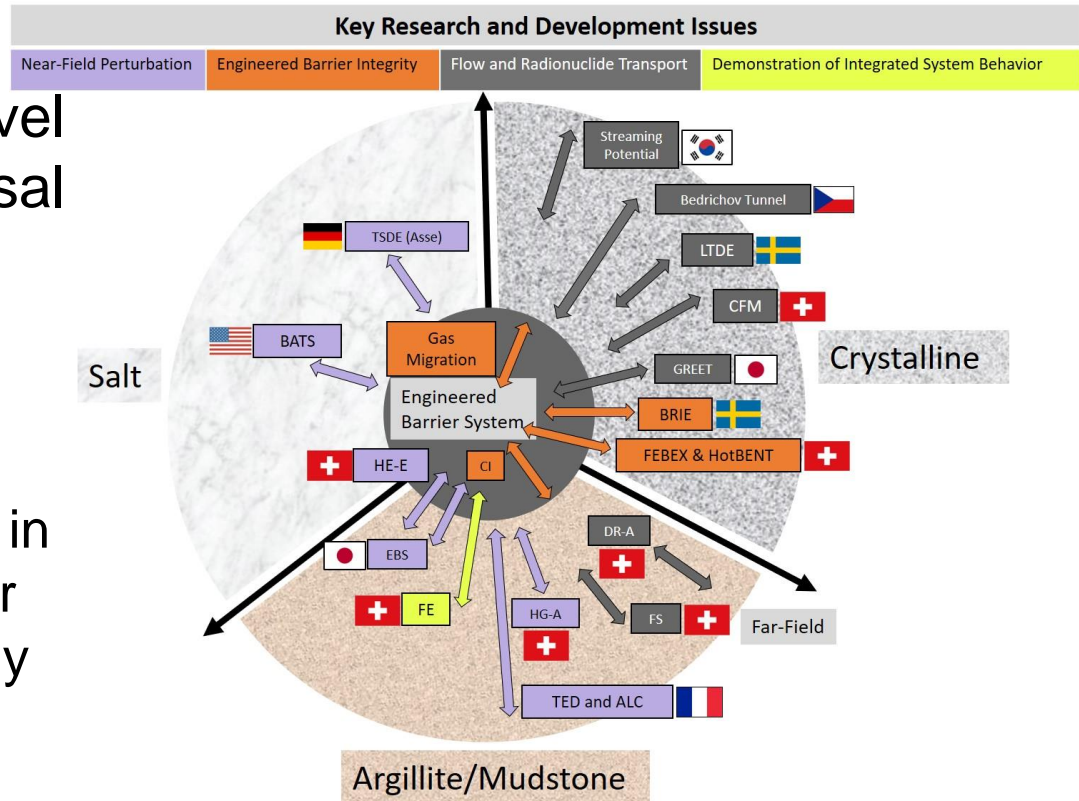 Key Research and Development Issues
Near-Field Perturbation
Engineered Barrier Integrity
Flow and Radionuclide Transport
Demonstration of Integrated System Behavior
vel
sal
in
r
y
Streaming
Potential
Bedrichov Tunnel
TSDE (Asse)
LTDE
CFM
BATS
Gas
Migration
Salt
Crystalline
GREET
Engineered
Barrier System
BRIE
FEBEX & HotBENT
HE-E
CI
DR-A
EBS
FE
HG-A
FS
Far-Field
TED and ALC
Argillite/Mudstone